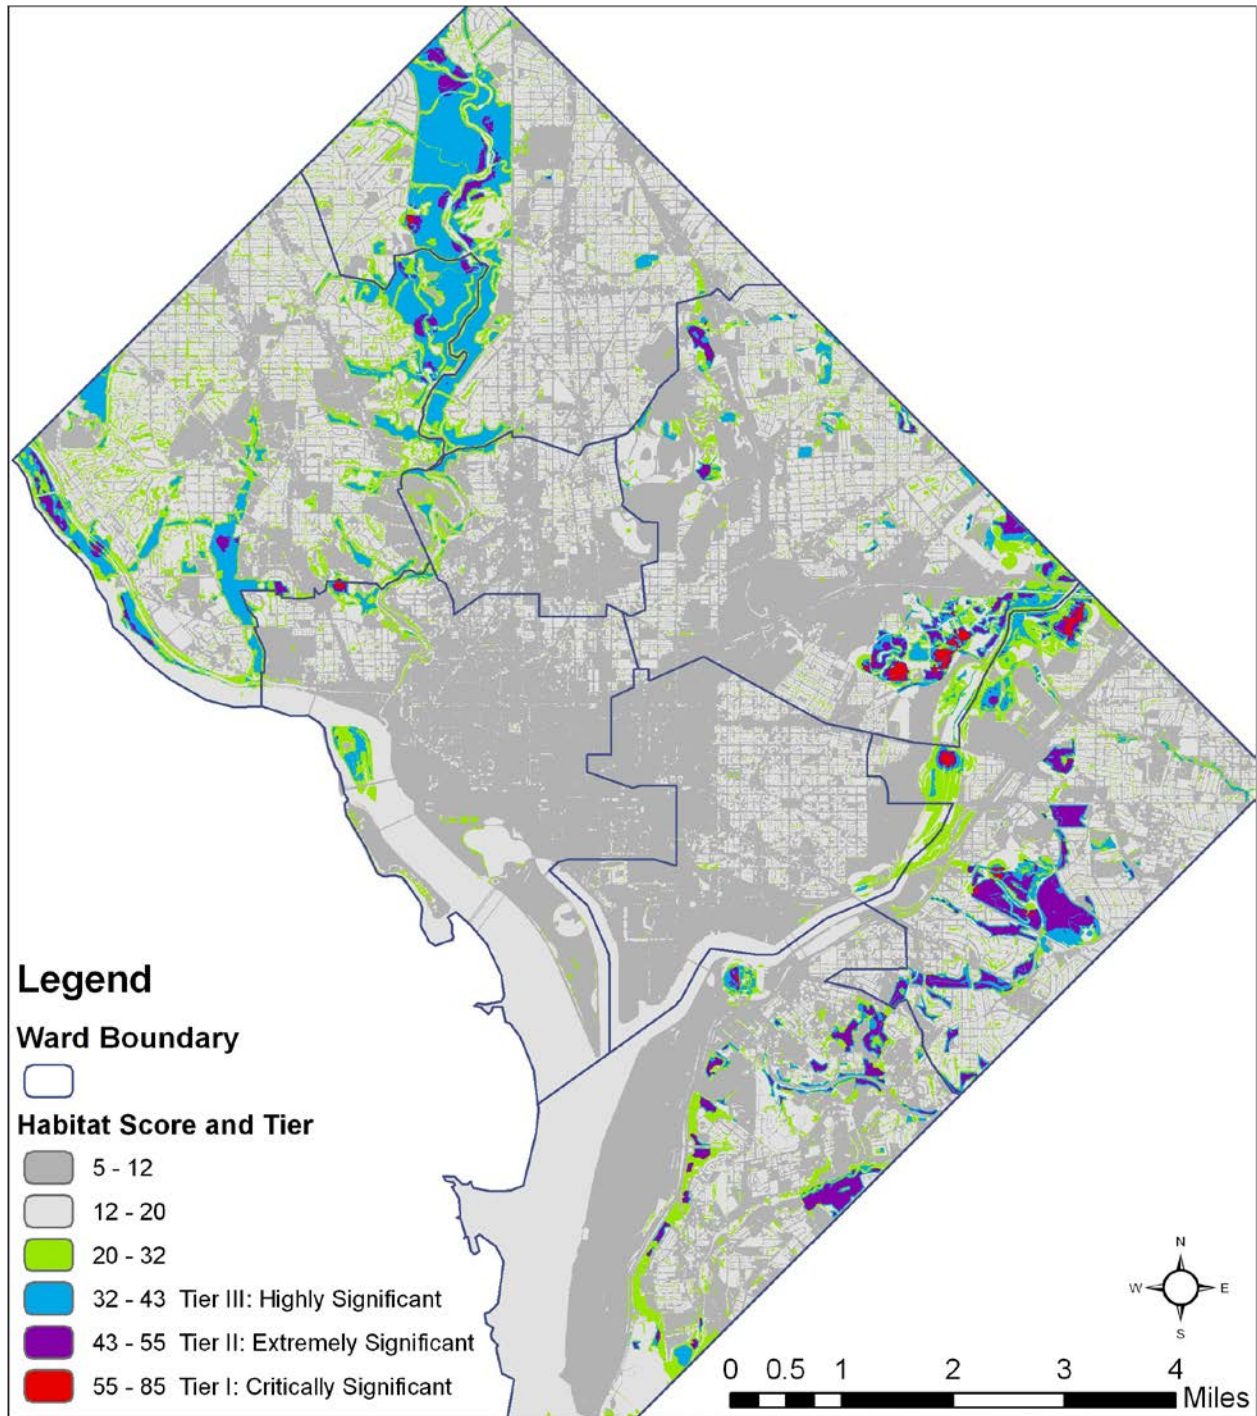 Legend
Ward Boundary
Habitat Score and Tier
5 - 12
12 - 20
20 - 32
32 - 43 Tier III: Highly Significant
43 - 55 Tier II: Extremely Significant
55 - 85 Tier I: Critically Significant
N
W E
S
0 0.5 1 2 3 4
Miles